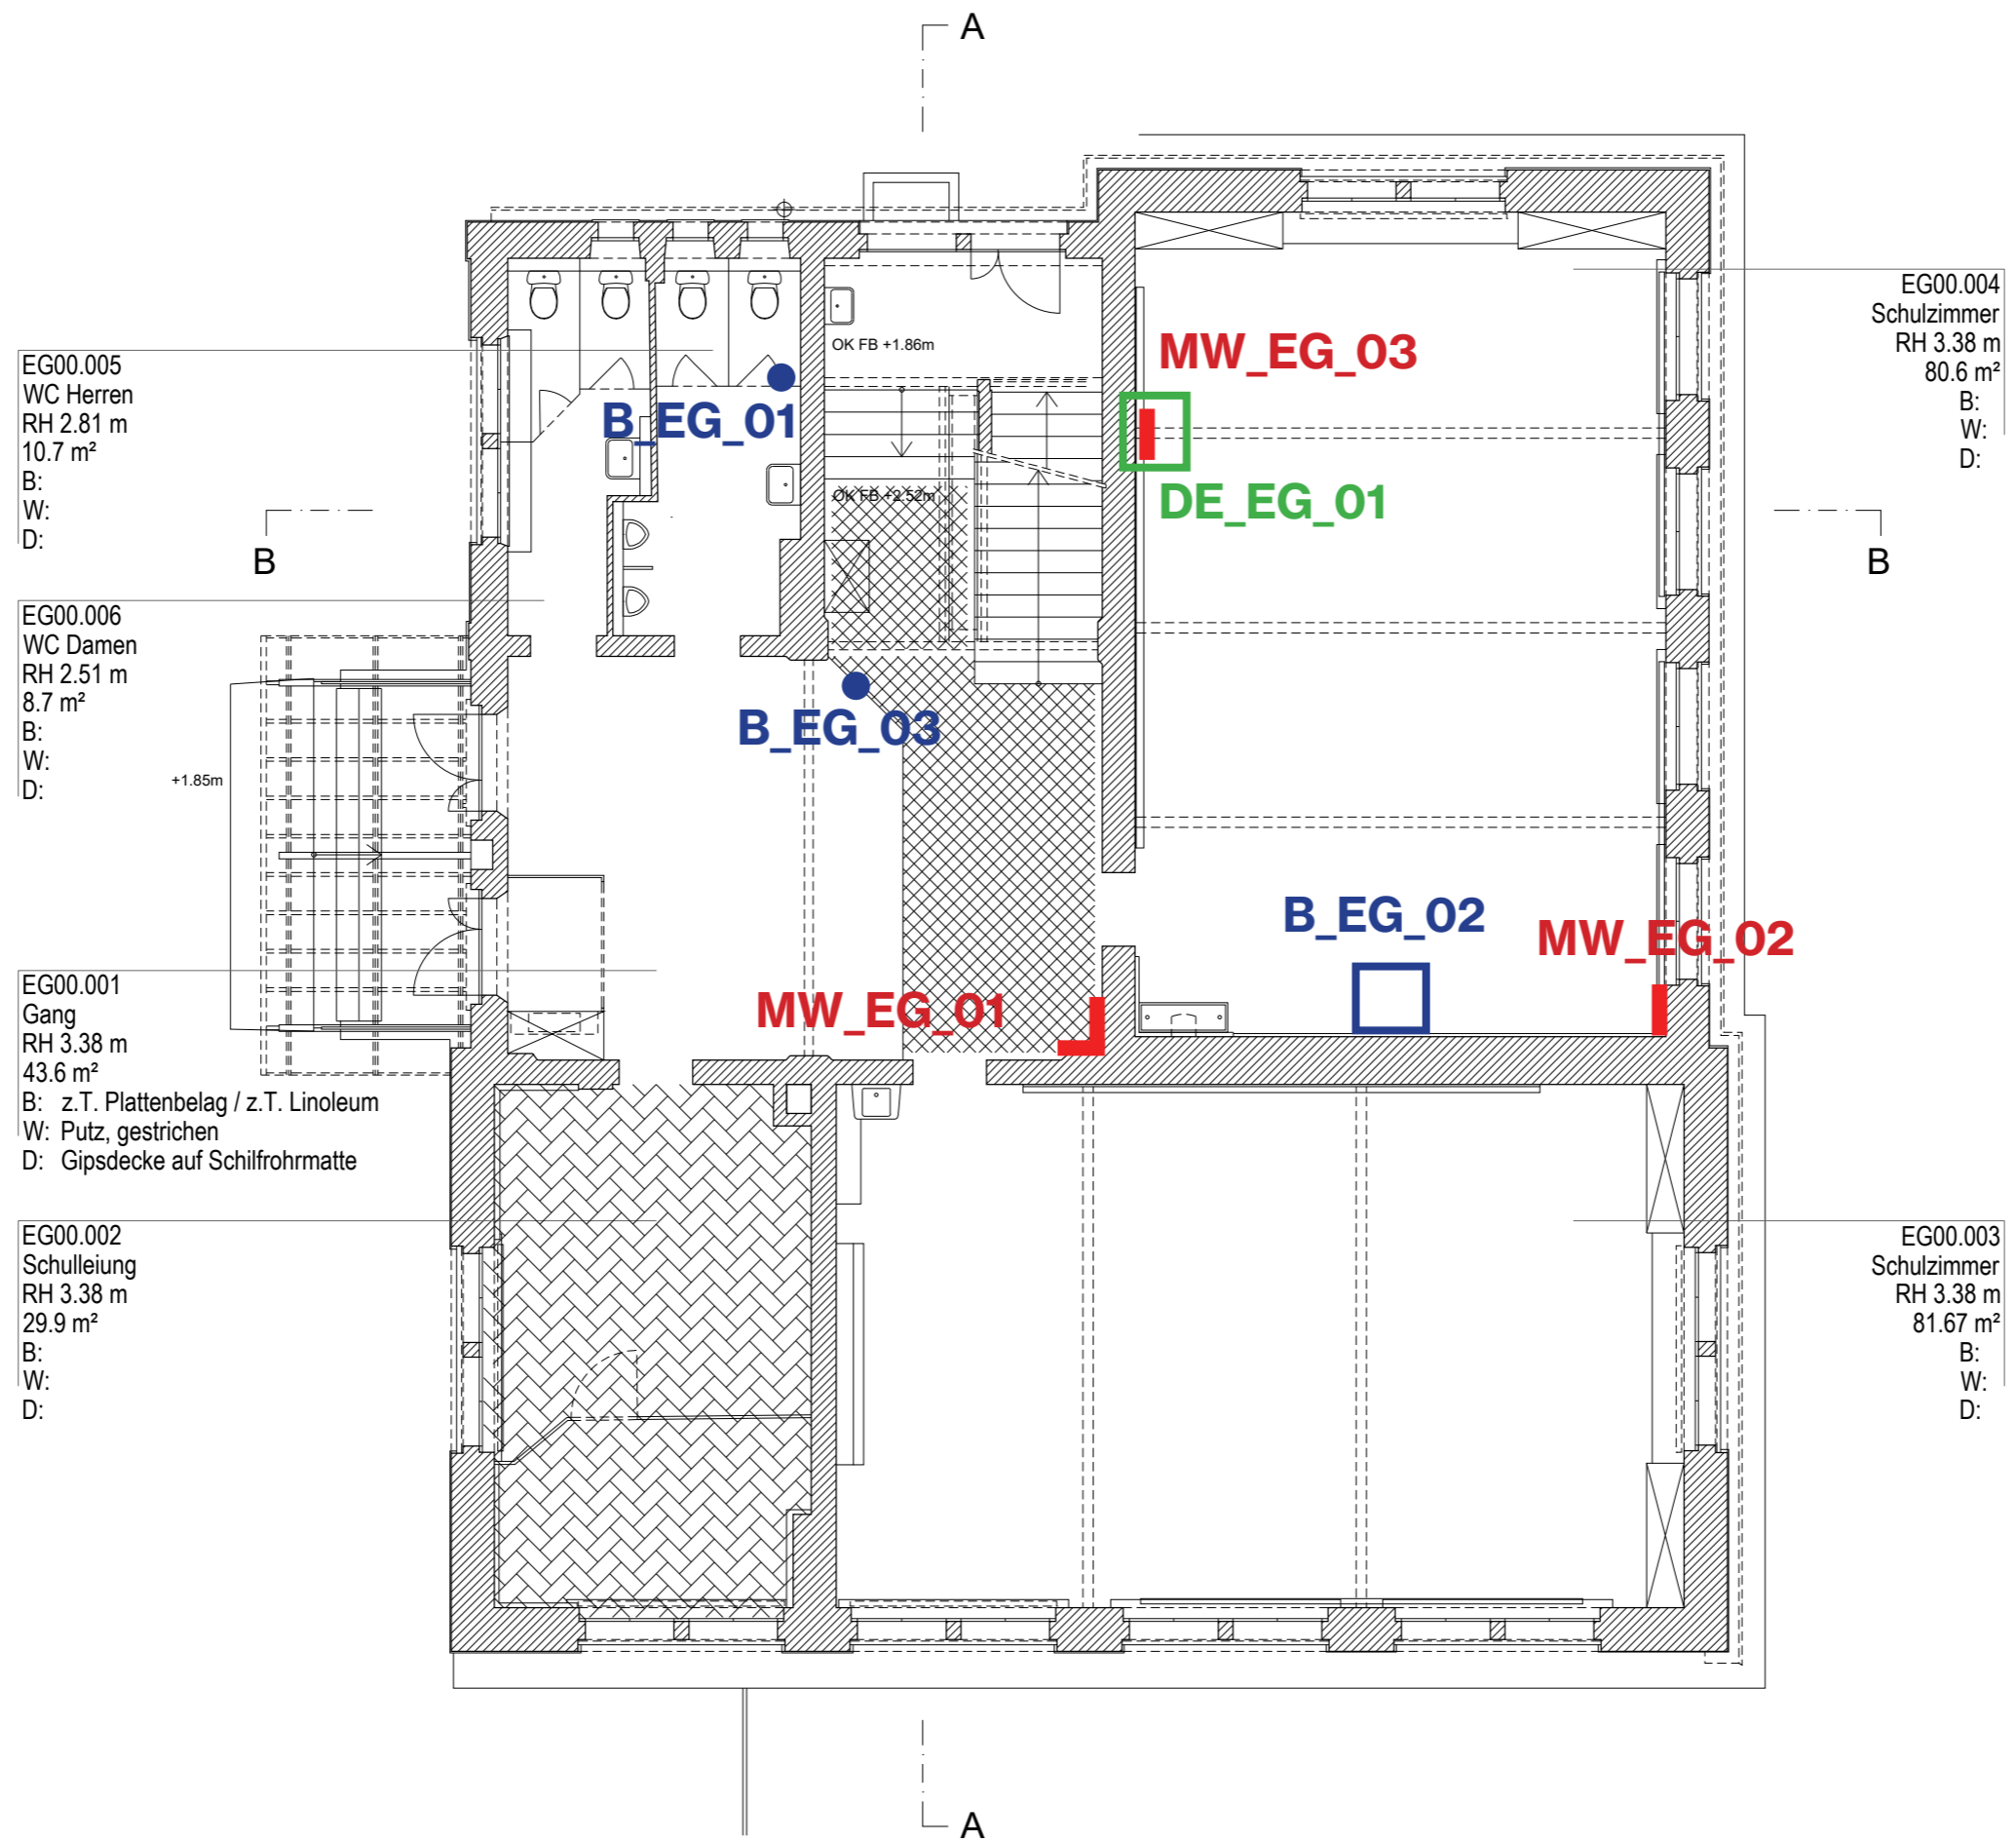 A
EG00.005
WC Herren
RH 2.81 m
10.7 m²
B:
W:
D:
B
EG00.006
WC Damen
RH 2.51 m
8.7 m²
B:
W:
D:
+1.85m
EG00.001
Gang
RH 3.38 m
43.6 m²
B: z.T. Plattenbelag / z.T. Linoleum
W: Putz, gestrichen
D: Gipsdecke auf Schilfrohrmatte
EG00.002
Schulleiung
RH 3.38 m
29.9 m²
B:
W:
D:
OK FB +1.86m
B_EG_01
OK FB +2.52m
B_EG_03
MW_EG_01
MW_EG_03
DE_EG_01
B_EG_02
MW_EG_02
EG00.004
Schulzimmer
RH 3.38 m
80.6 m²
B:
W:
D:
B
EG00.003
Schulzimmer
RH 3.38 m
81.67 m²
B:
W:
D:
A